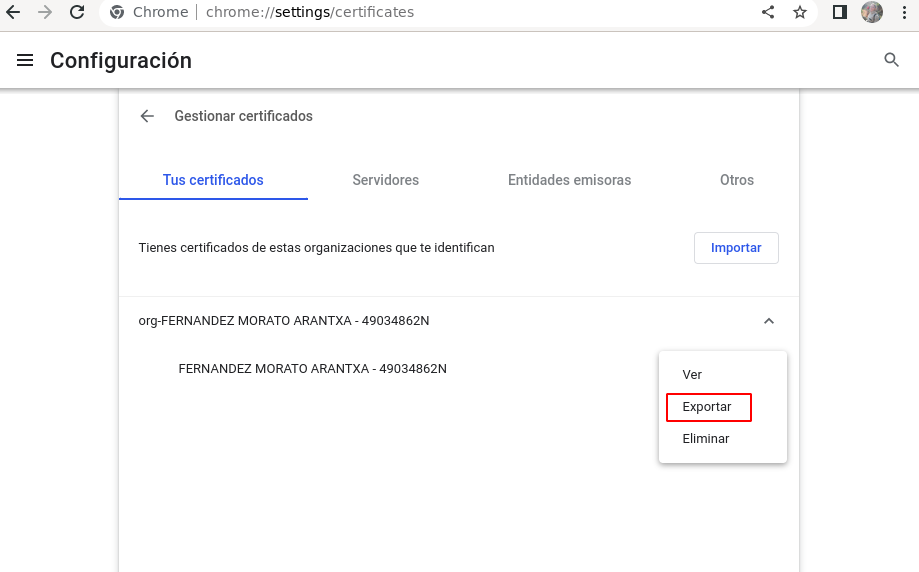 Chrome | chrome://settings/certificates
Configuración
Gestionar certificados
Tus certificados Servidores Entidades emisoras Otros
Tienes certificados de estas organizaciones que te identifican Importar
org-FERNANDEZ MORATO ARANTXA - 49034862N
FERNANDEZ MORATO ARANTXA - 49034862N
Ver
Exportar
Eliminar